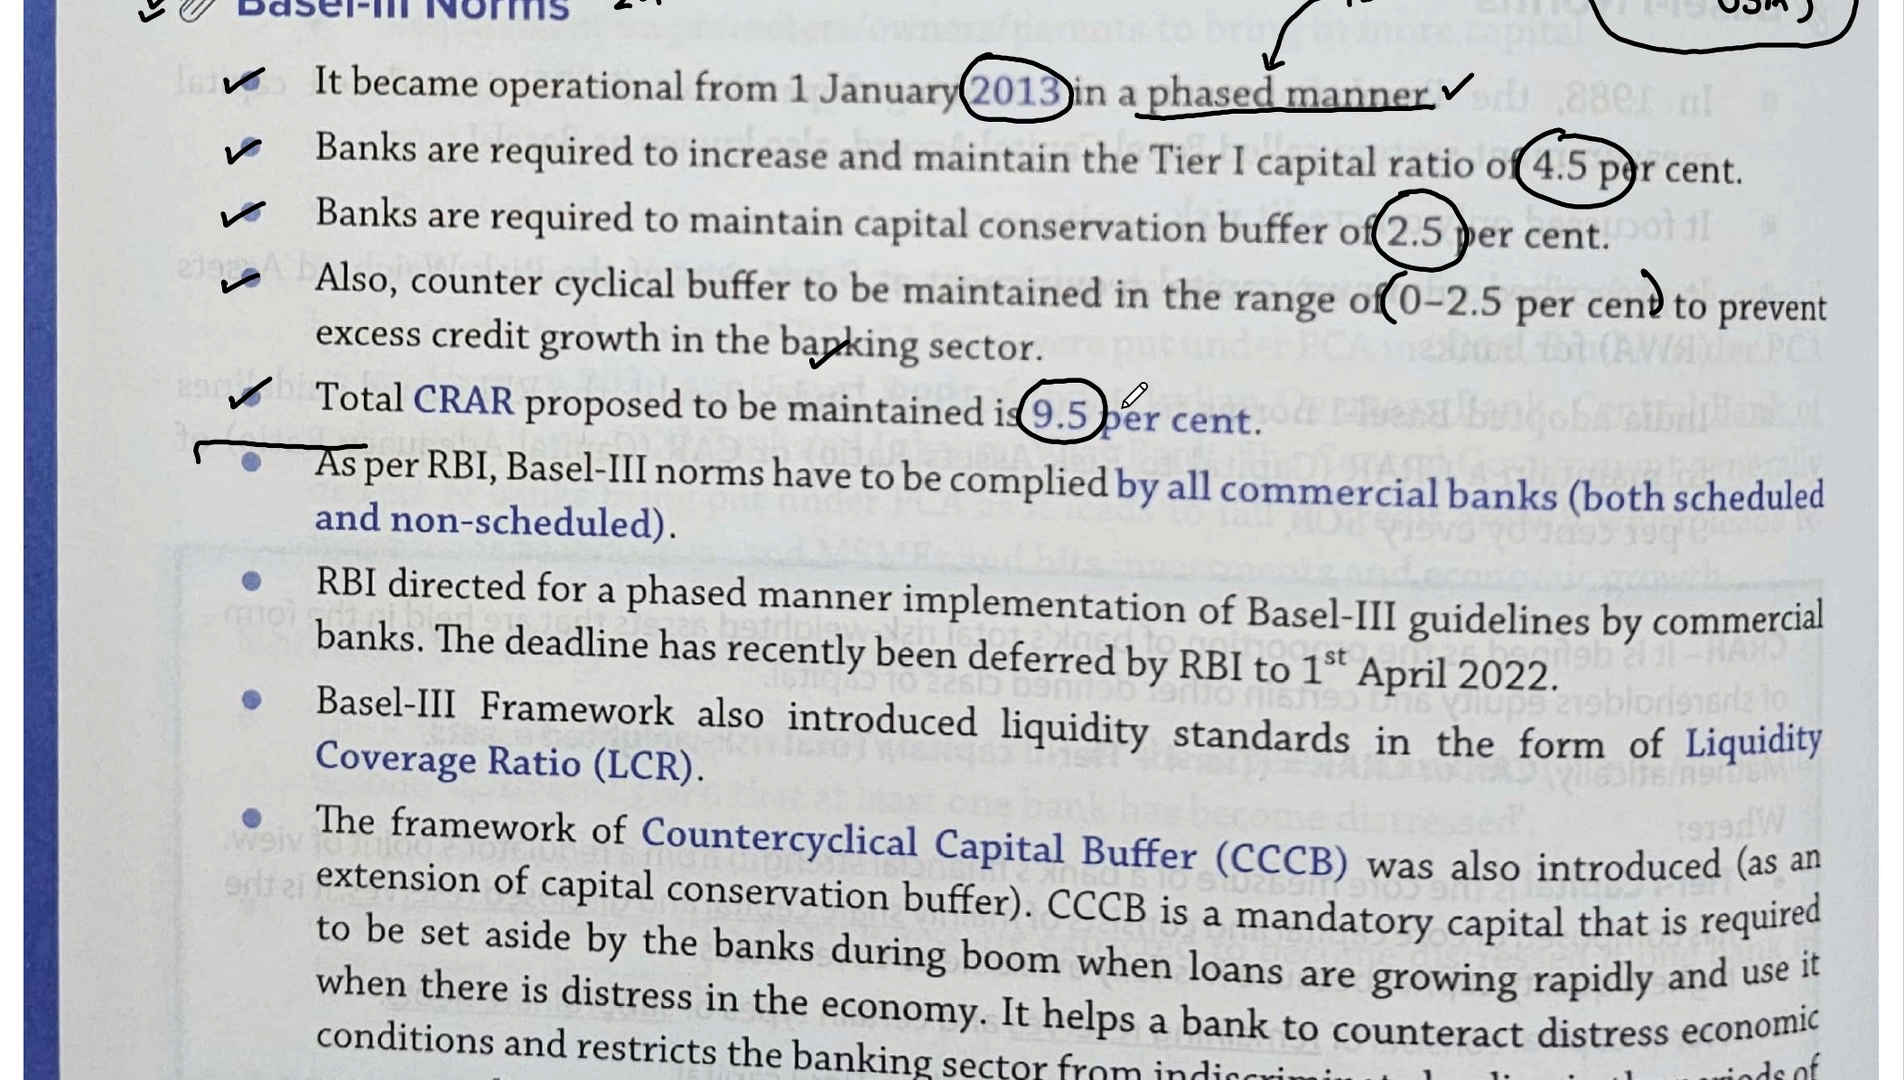 Basel-III Norms
It became operational from 1 January 2013 in a phased manner.
Banks are required to increase and maintain the Tier I capital ratio of 4.5 per cent.
Banks are required to maintain capital conservation buffer of 2.5 per cent.
Also, counter cyclical buffer to be maintained in the range of 0–2.5 per cent to prevent
excess credit growth in the banking sector.
Total CRAR proposed to be maintained is 9.5 per cent.
As per RBI, Basel-III norms have to be complied by all commercial banks (both scheduled
and non-scheduled).
RBI directed for a phased manner implementation of Basel-III guidelines by commercial
banks. The deadline has recently been deferred by RBI to 1st April 2022.
Basel-III Framework also introduced liquidity standards in the form of Liquidity
Coverage Ratio (LCR).
The framework of Countercyclical Capital Buffer (CCCB) was also introduced (as an
extension of capital conservation buffer). CCCB is a mandatory capital that is required
to be set aside by the banks during boom when loans are growing rapidly and use it
when there is distress in the economy. It helps a bank to counteract distress economic
conditions and restricts the banking sector from